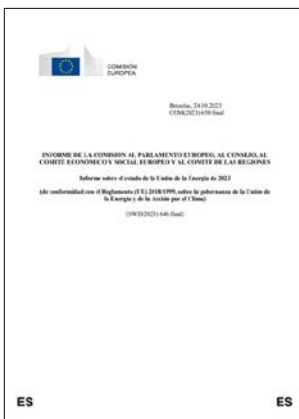 COMISIÓN
EUROPEA
Bruselas, 24.10.2023
COM(2023) 650 final
INFORME DE LA COMISIÓN AL PARLAMENTO EUROPEO, AL CONSEJO, AL
COMITÉ ECONÓMICO Y SOCIAL EUROPEO Y AL COMITÉ DE LAS REGIONES
Informe sobre el estado de la Unión de la Energía de 2023
(de conformidad con el Reglamento (UE) 2018/1999, sobre la gobernanza de la Unión de
la Energía y de la Acción por el Clima)
{SWD(2023) 646 final}
ES ES